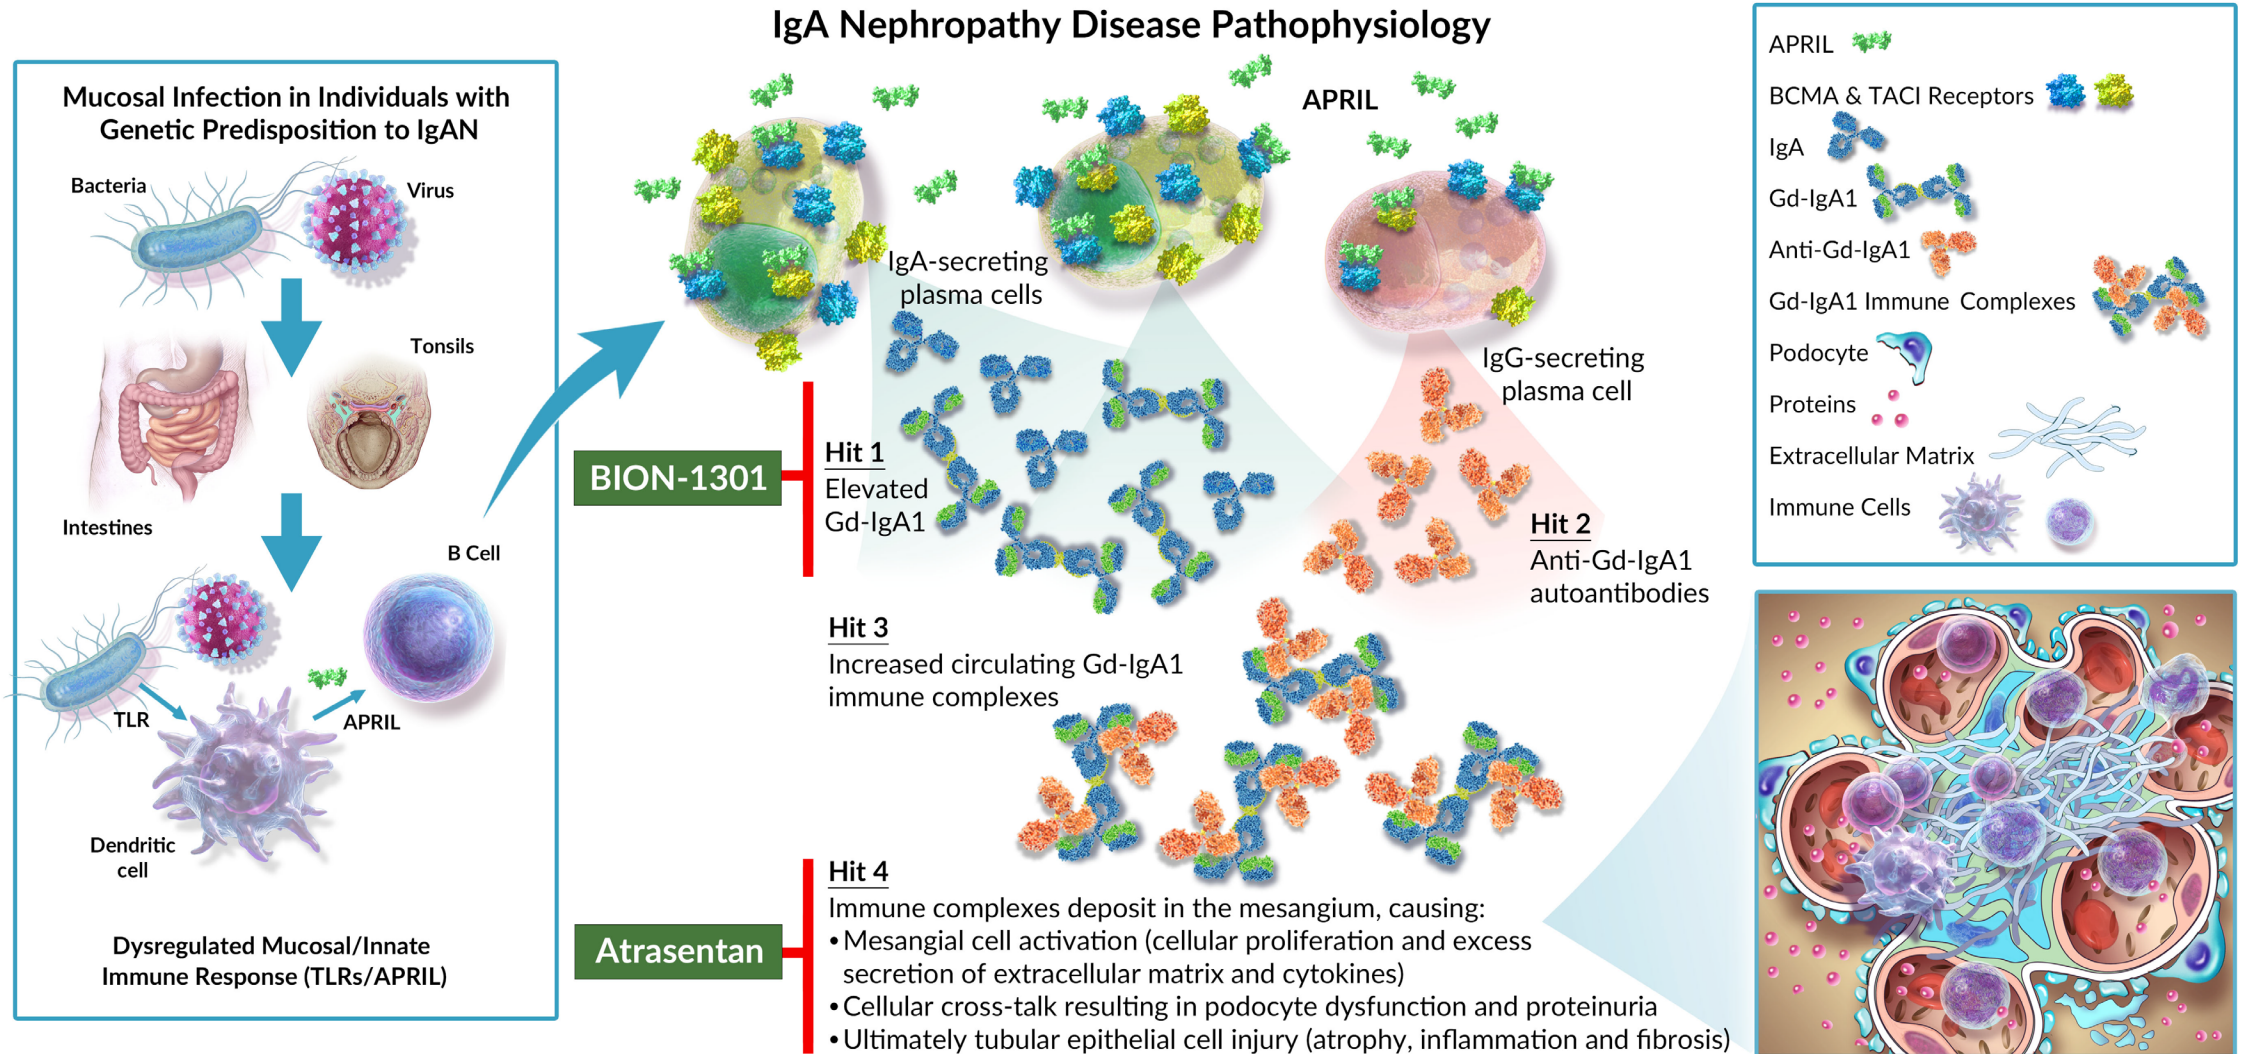 IgA Nephropathy Disease Pathophysiology
Mucosal Infection in Individuals with
Genetic Predisposition to IgAN
Bacteria
Virus
Tonsils
Intestines
B Cell
TLR
APRIL
Dendritic
cell
Dysregulated Mucosal/Innate
Immune Response (TLRs/APRIL)
APRIL
IgA-secreting
plasma cells
IgG-secreting
plasma cell
BION-1301
Hit 1
Elevated
Gd-IgA1
Hit 2
Anti-Gd-IgA1
autoantibodies
Hit 3
Increased circulating Gd-IgA1
immune complexes
Atrasentan
Hit 4
Immune complexes deposit in the mesangium, causing:
• Mesangial cell activation (cellular proliferation and excess
secretion of extracellular matrix and cytokines)
• Cellular cross-talk resulting in podocyte dysfunction and proteinuria
• Ultimately tubular epithelial cell injury (atrophy, inflammation and fibrosis)
APRIL
BCMA & TACI Receptors
IgA
Gd-IgA1
Anti-Gd-IgA1
Gd-IgA1 Immune Complexes
Podocyte
Proteins
Extracellular Matrix
Immune Cells